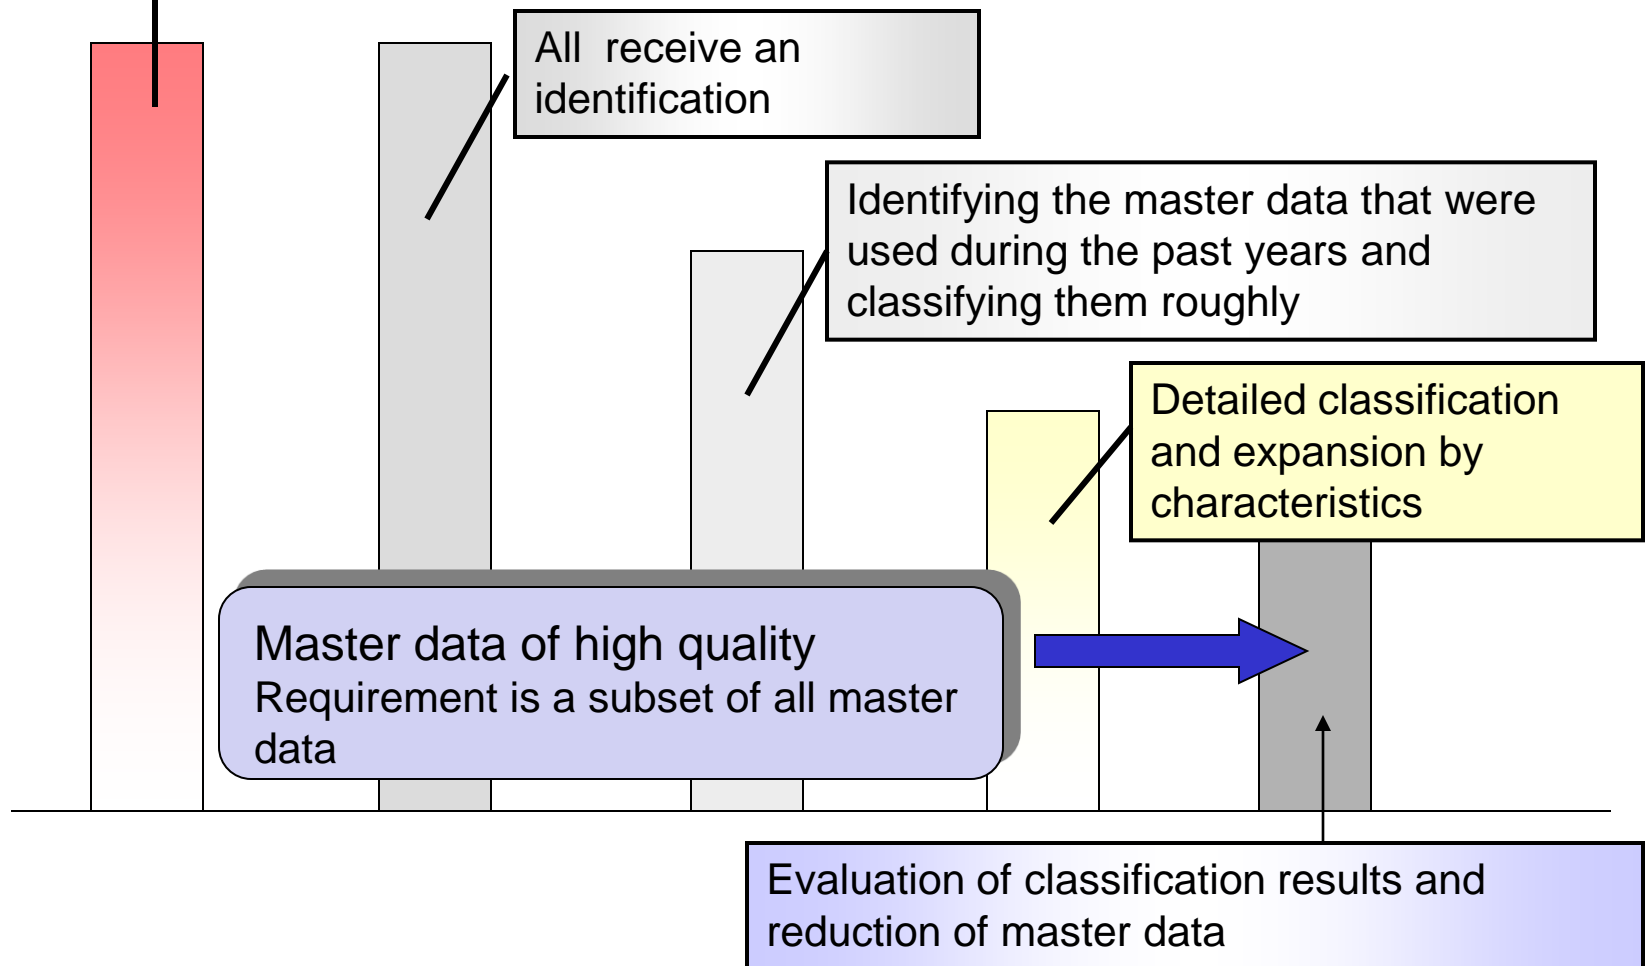 All  receive an
identification
Identifying the master data that were
used during the past years and
classifying them roughly
Detailed classification
and expansion by
characteristics
Master data of high quality
Requirement is a subset of all master
data
Evaluation of classification results and
reduction of master data